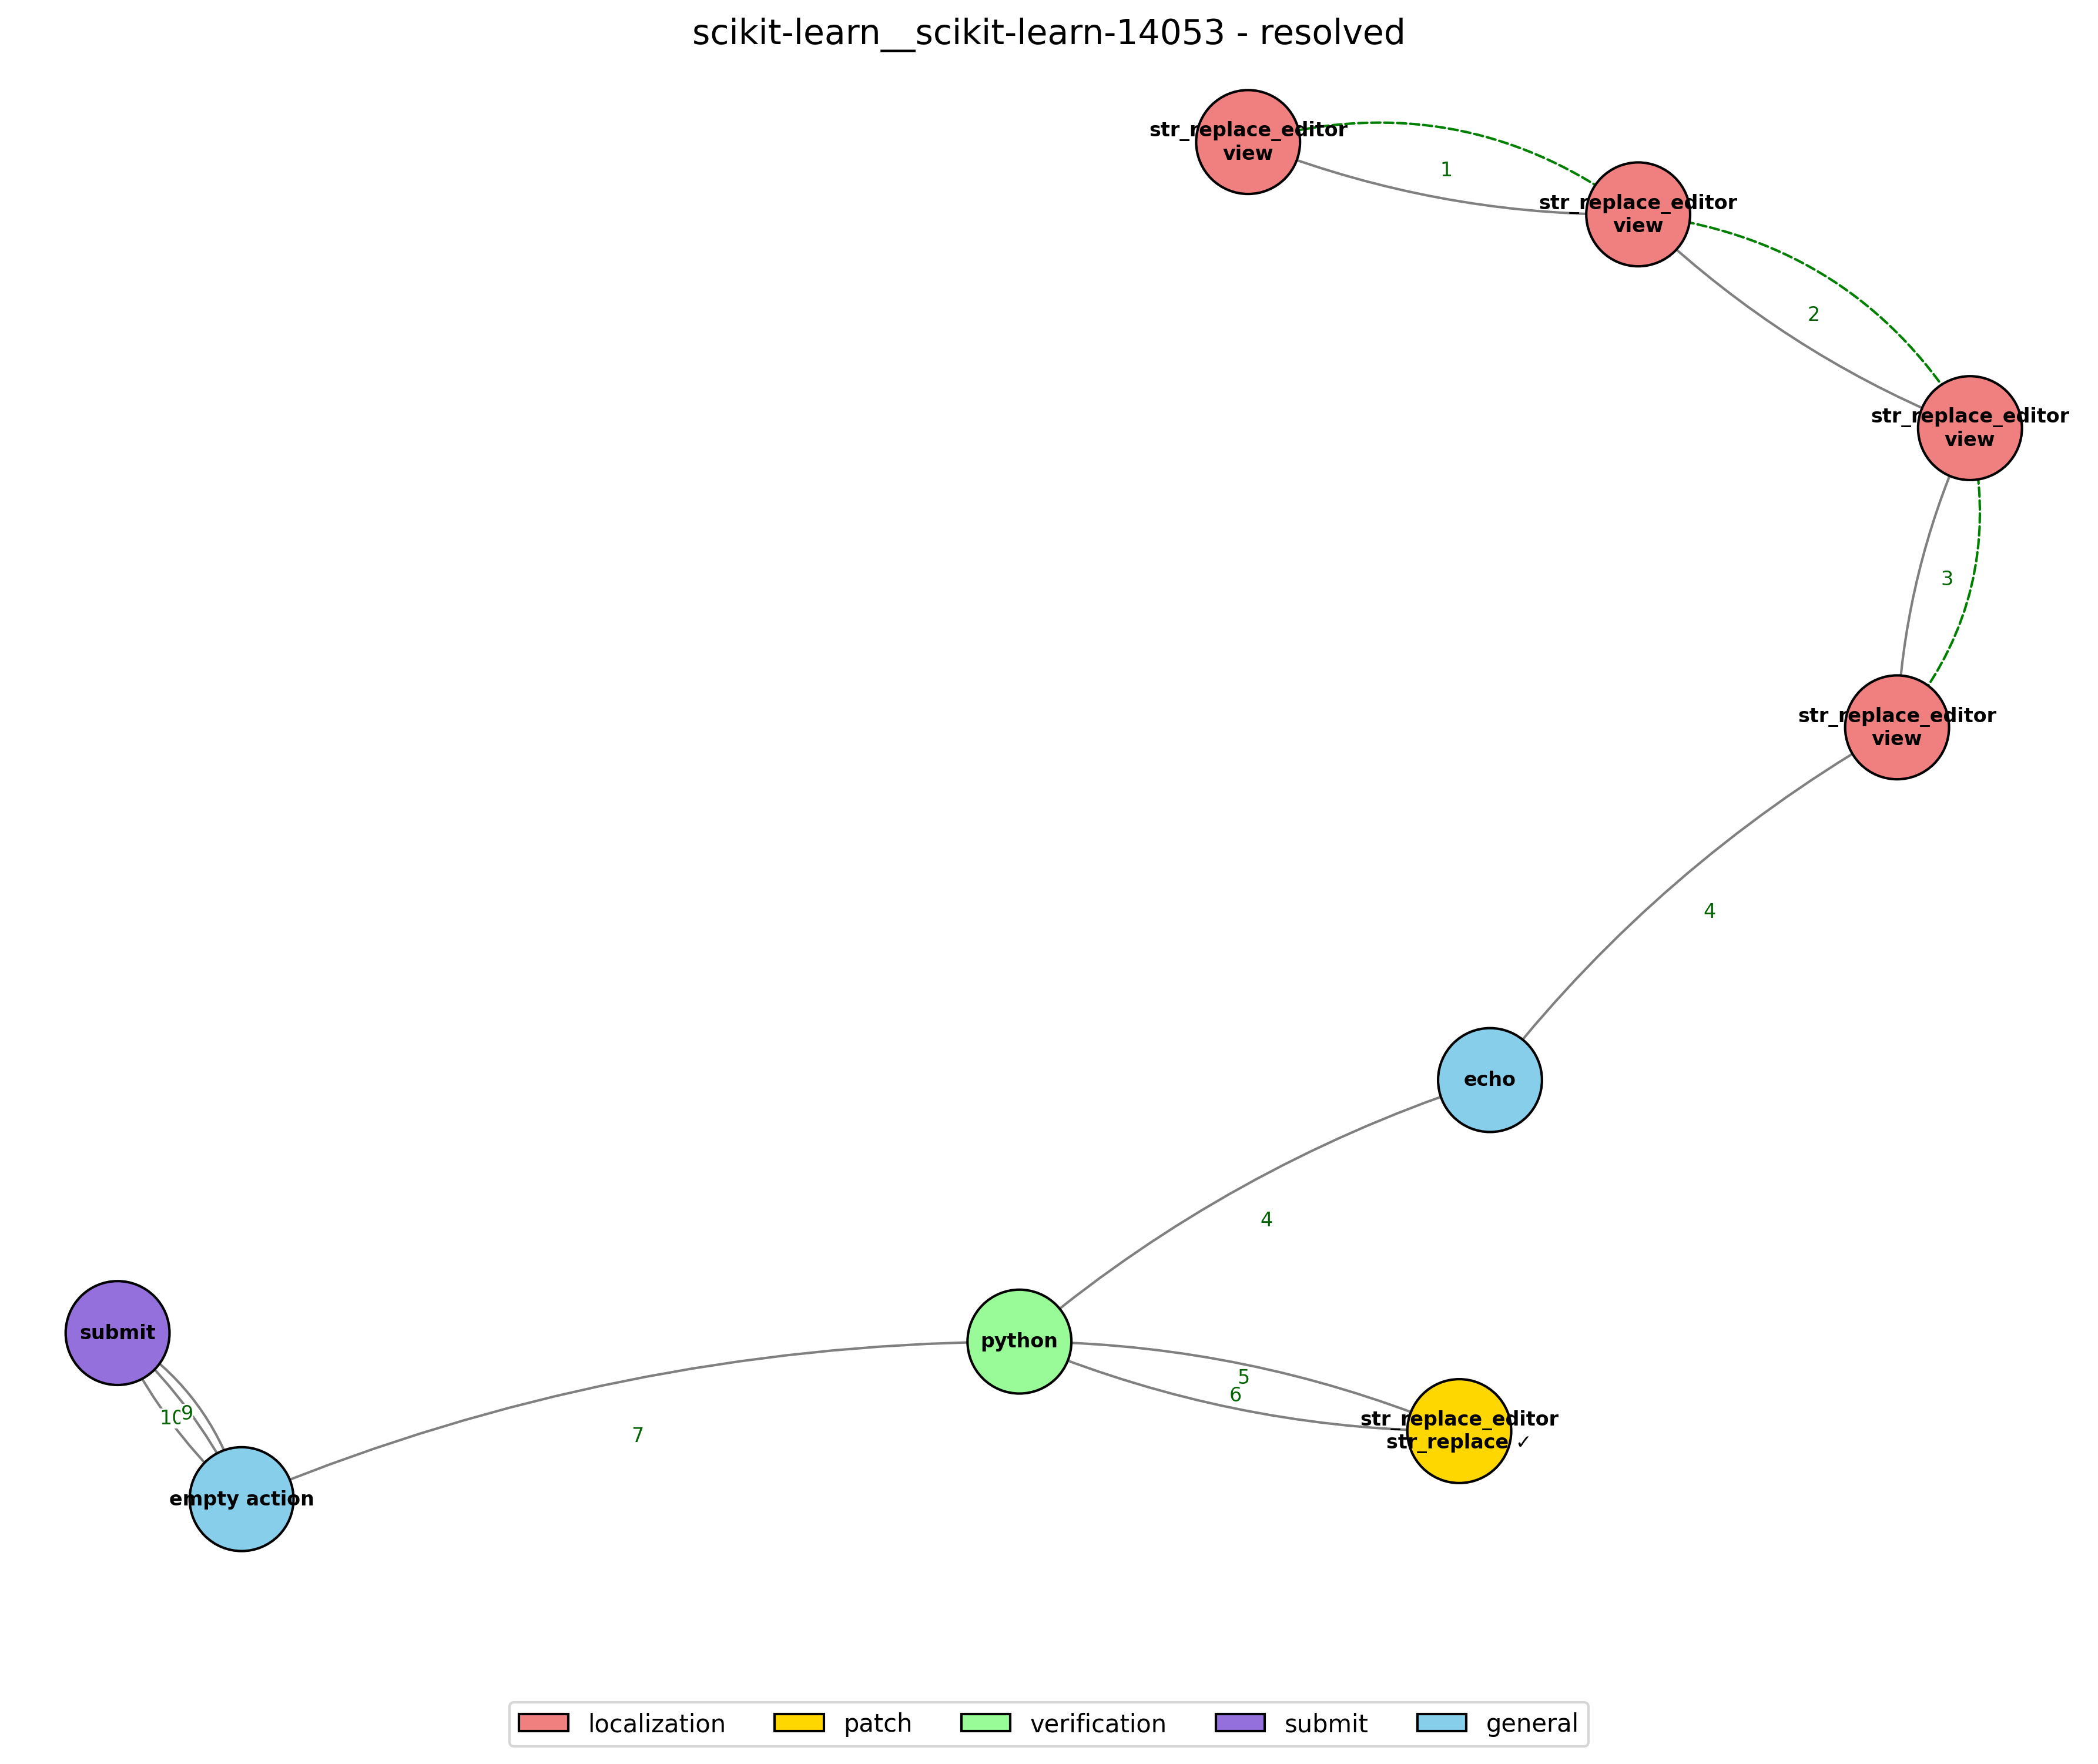 scikit-learn__scikit-learn-14053 - resolved
str_replace_editor
view
1
str_replace_editor
view
2
str_replace_editor
view
3
str_replace_editor
view
4
echo
4
submit
python
5
6
10
9
str_replace_editor
str_replace ✓
7
empty action
localization
patch
verification
submit
general